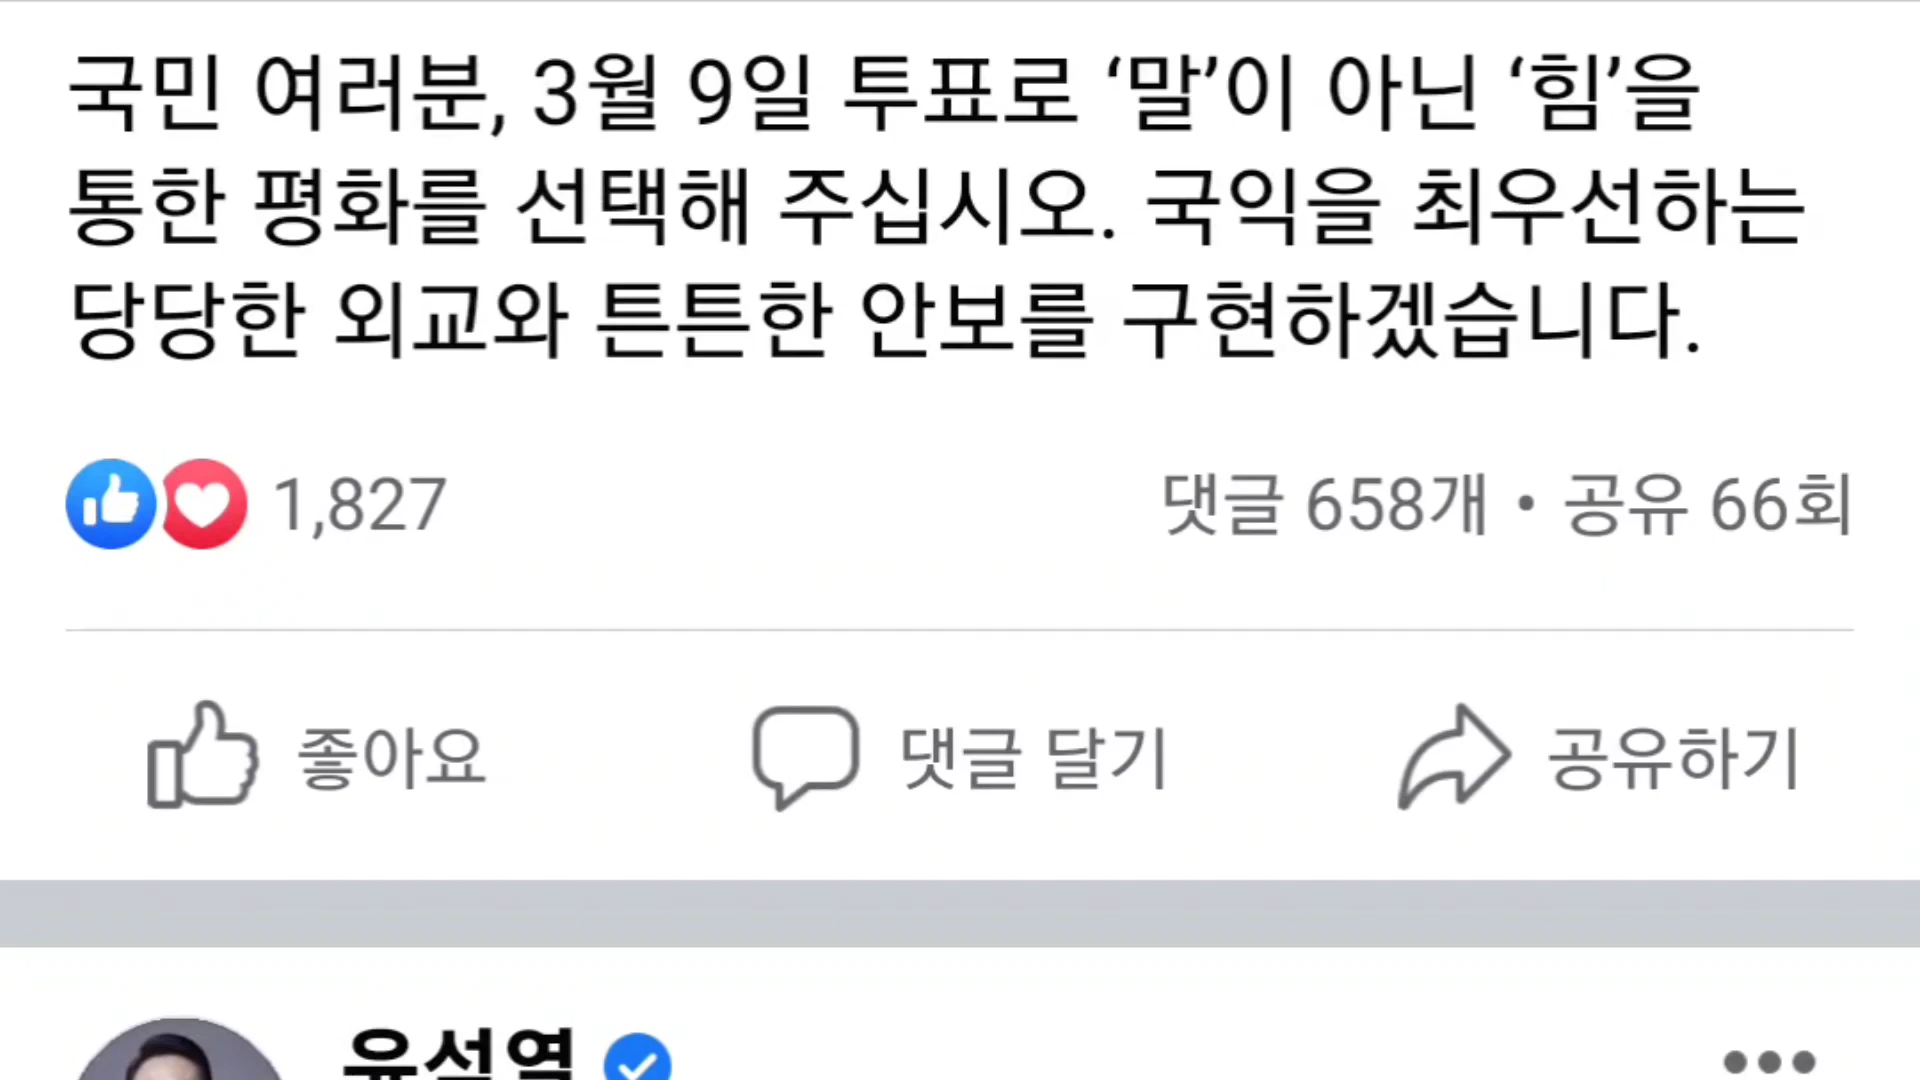 국민 여러분, 3월 9일 투표로 ‘말’이 아닌 ‘힘’을
통한 평화를 선택해 주십시오. 국익을 최우선하는
당당한 외교와 튼튼한 안보를 구현하겠습니다.
1,827 댓글 658개 • 공유 66회
좋아요 댓글 달기 공유하기
윤석열